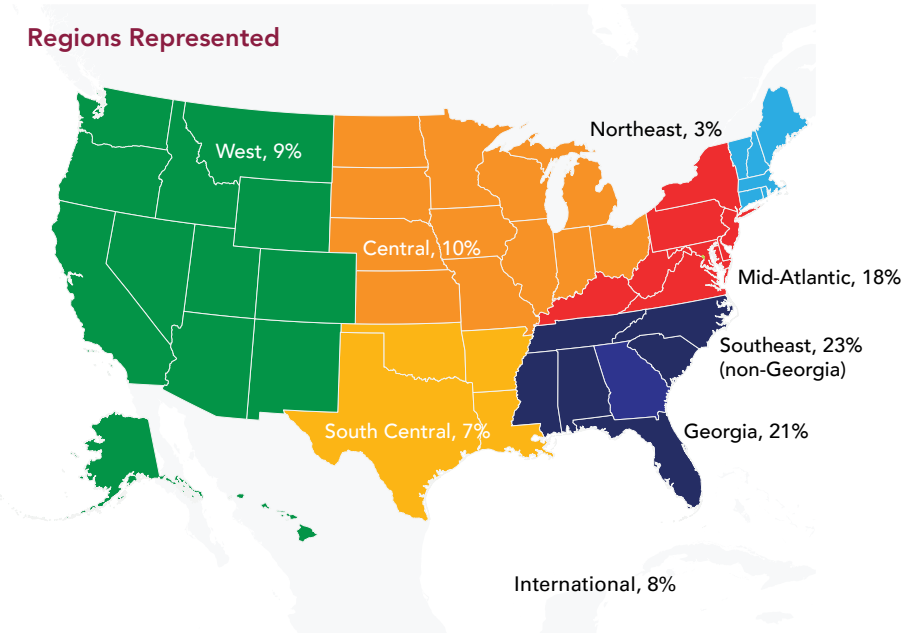 Regions Represented
Northeast, 3%
West, 9%
Central, 10%
Mid-Atlantic, 18%
Southeast, 23%
(non-Georgia)
South Central, 7%
Georgia, 21%
International, 8%